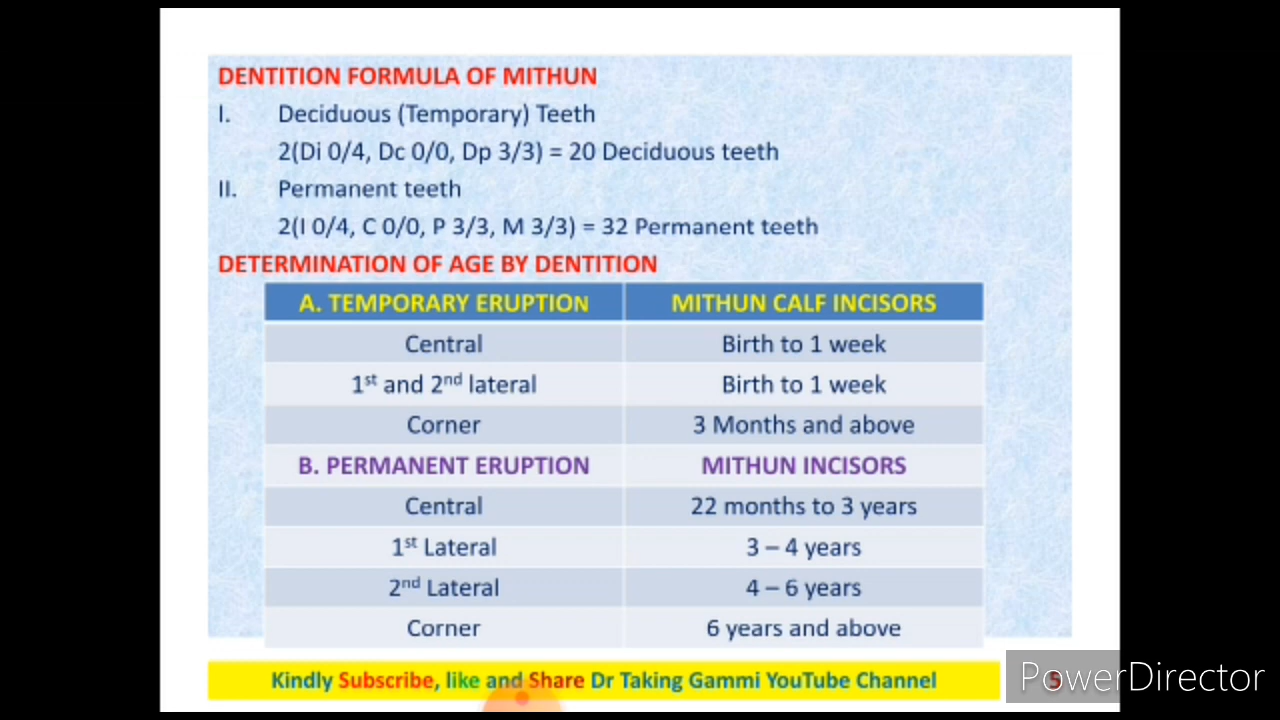 DENTITION FORMULA OF MITHUN
I. Deciduous (Temporary) Teeth
2(Di 0/4, Dc 0/0, Dp 3/3) = 20 Deciduous teeth
II. Permanent teeth
2(I 0/4, C 0/0, P 3/3, M 3/3) = 32 Permanent teeth
DETERMINATION OF AGE BY DENTITION
A. TEMPORARY ERUPTION MITHUN CALF INCISORS
Central Birth to 1 week
1st and 2nd lateral Birth to 1 week
Corner 3 Months and above
B. PERMANENT ERUPTION MITHUN INCISORS
Central 22 months to 3 years
1st Lateral 3 – 4 years
2nd Lateral 4 – 6 years
Corner 6 years and above
Kindly Subscribe, like and Share Dr Taking Gammi YouTube Channel
5
PowerDirector